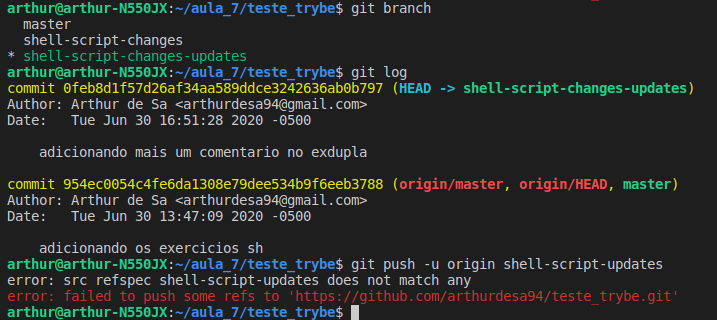 arthur@arthur-N550JX:~/aula_7/teste_trybe$ git branch
master
shell-script-changes
* shell-script-changes-updates
arthur@arthur-N550JX:~/aula_7/teste_trybe$ git log
commit 0feb8d1f57d26af34aa589ddce3242636ab0b797 (HEAD -> shell-script-changes-updates)
Author: Arthur de Sa <arthurdesa94@gmail.com>
Date:   Tue Jun 30 16:51:28 2020 -0500
adicionando mais um comentario no exdupla
commit 954ec0054c4fe6da1308e79dee534b9f6eeb3788 (origin/master, origin/HEAD, master)
Author: Arthur de Sa <arthurdesa94@gmail.com>
Date:   Tue Jun 30 13:47:09 2020 -0500
adicionando os exercicios sh
arthur@arthur-N550JX:~/aula_7/teste_trybe$ git push -u origin shell-script-updates
error: src refspec shell-script-updates does not match any
error: failed to push some refs to 'https://github.com/arthurdesa94/teste_trybe.git'
arthur@arthur-N550JX:~/aula_7/teste_trybe$